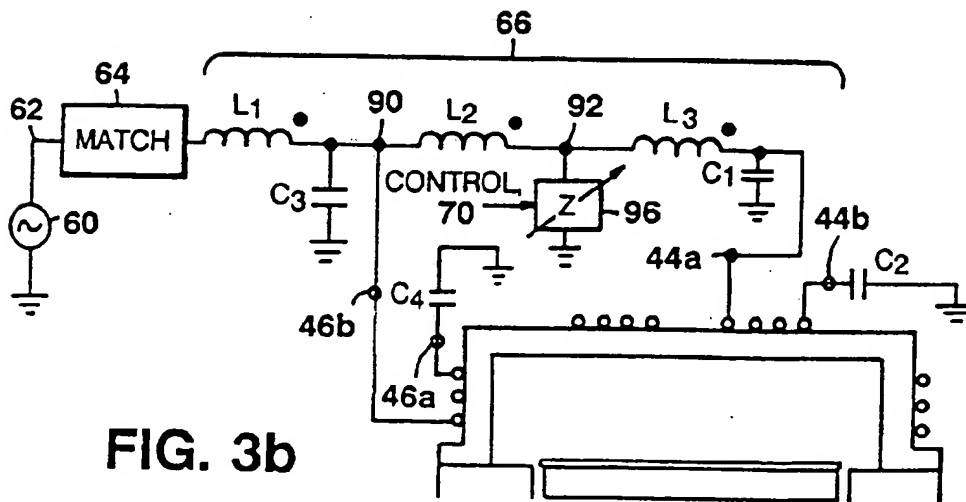 66
64
62
MATCH
L1
90
L2
92
L3
C3
CONTROL
70
Z
96
C1
60
44a
44b
C2
C4
46b
46a
FIG. 3b